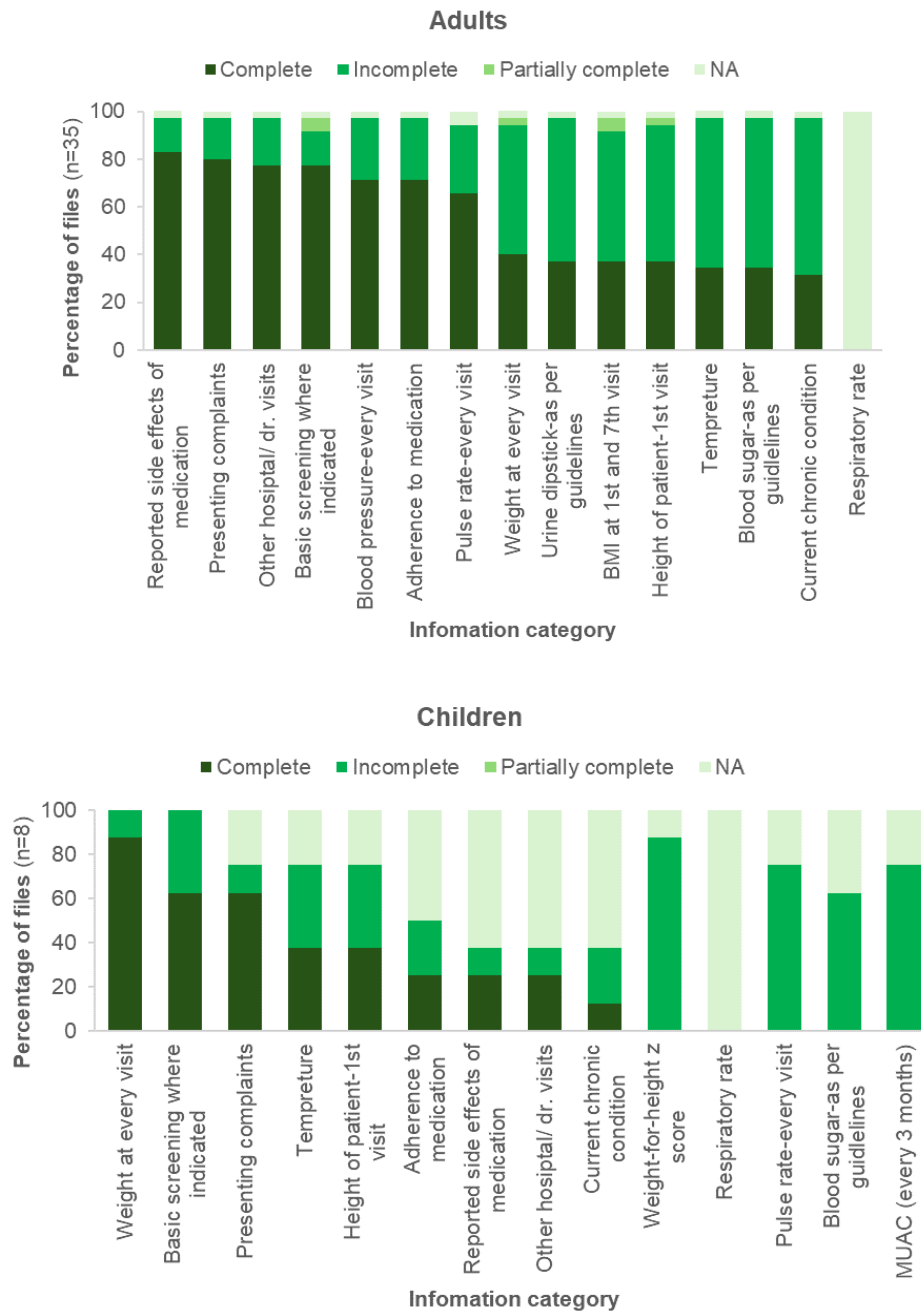 Adults
Complete Incomplete Partially complete NA
Percentage of files (n=35)
100
80
60
40
20
0
Reported side effects of
medication
Presenting complaints
Other hosiptal/ dr. visits
Basic screening where
indicated
Blood pressure-every visit
Adherence to medication
Pulse rate-every visit
Weight at every visit
Urine dipstick-as per
guidelines
BMI at 1st and 7th visit
Height of patient-1st visit
Tempreture
Blood sugar-as per
guidlelines
Current chronic condition
Respiratory rate
Infomation category
Children
Complete Incomplete Partially complete NA
Percentage of files (n=8)
100
80
60
40
20
0
Weight at every visit
Basic screening where
indicated
Presenting complaints
Tempreture
Height of patient-1st
visit
Adherence to
medication
Reported side effects of
medication
Other hosiptal/ dr. visits
Current chronic
condition
Weight-for-height z
score
Respiratory rate
Pulse rate-every visit
Blood sugar-as per
guidlelines
MUAC (every 3 months)
Infomation category